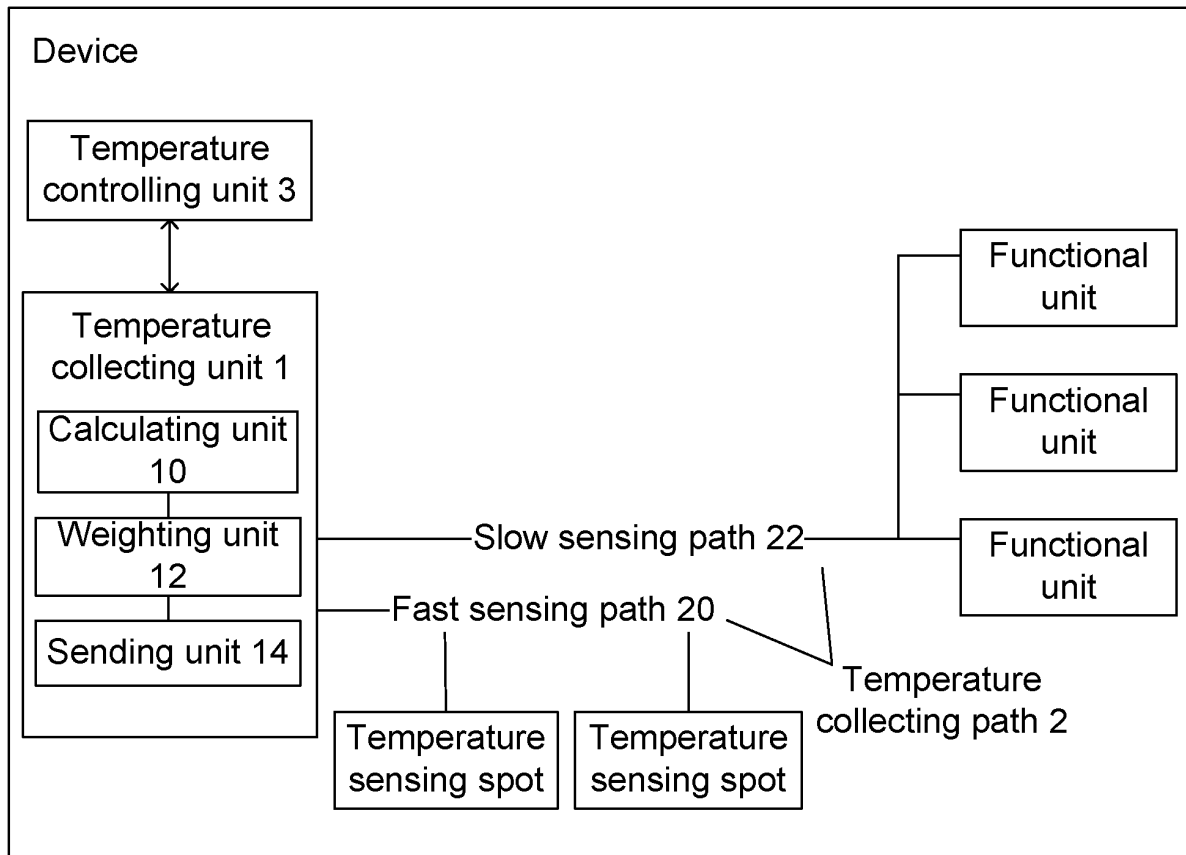 Device
Temperature
controlling unit 3
Temperature
collecting unit 1
Calculating unit
10
Weighting unit
12
Sending unit 14
Slow sensing path 22
Fast sensing path 20
Temperature
sensing spot
Temperature
sensing spot
Temperature
collecting path 2
Functional
unit
Functional
unit
Functional
unit